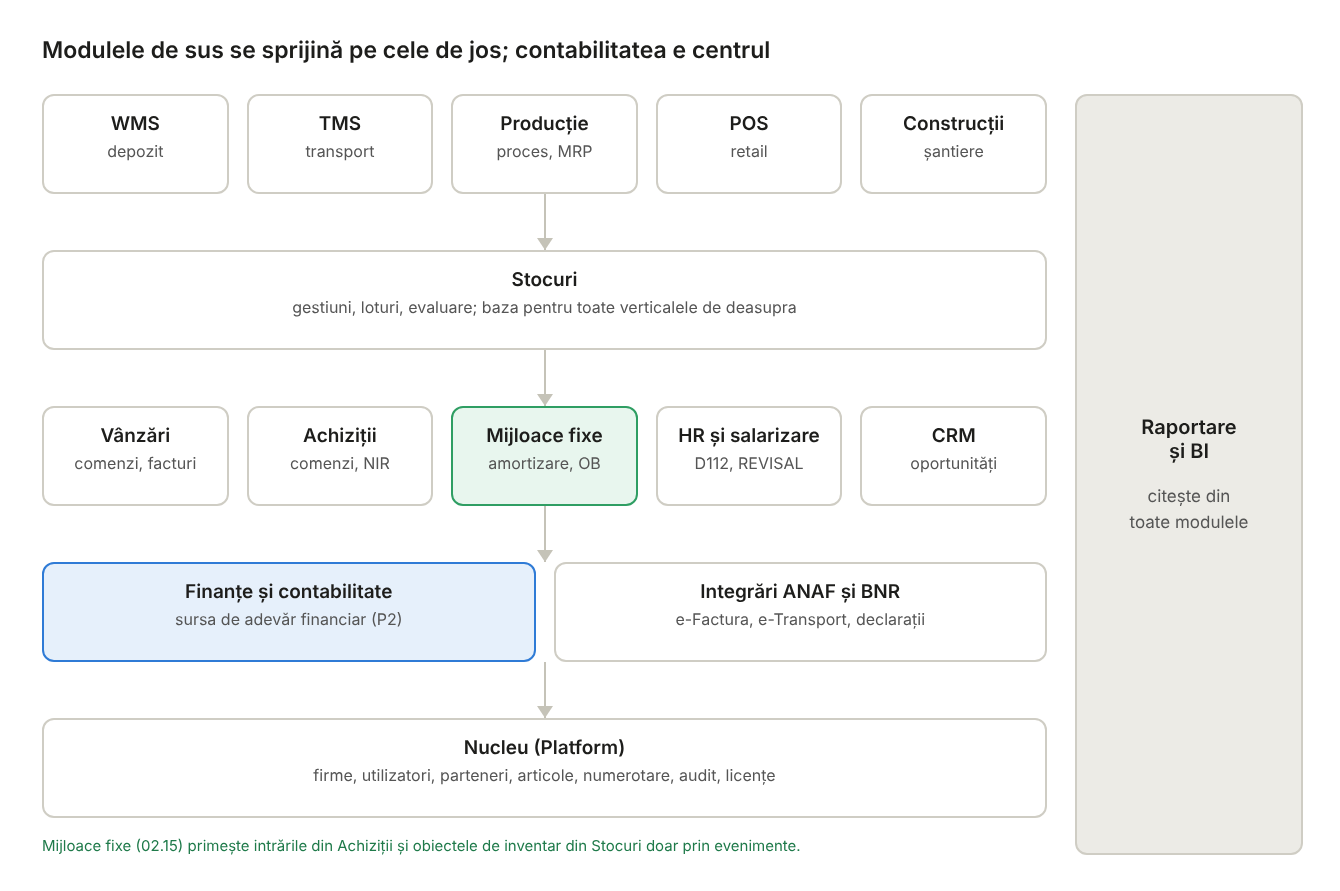 Modulele de sus se sprijină pe cele de jos; contabilitatea e centrul
WMS
depozit
TMS
transport
Producție
proces, MRP
POS
retail
Construcții
șantiere
Stocuri
gestiuni, loturi, evaluare; baza pentru toate verticalele de deasupra
Vânzări
comenzi, facturi
Achiziții
comenzi, NIR
Mijloace fixe
amortizare, OB
HR și salarizare
D112, REVISAL
CRM
oportunități
Finanțe și contabilitate
sursa de adevăr financiar (P2)
Integrări ANAF și BNR
e-Factura, e-Transport, declarații
Nucleu (Platform)
firme, utilizatori, parteneri, articole, numerotare, audit, licențe
Raportare
și BI
citește din
toate modulele
Mijloace fixe (02.15) primește intrările din Achiziții și obiectele de inventar din Stocuri doar prin evenimente.